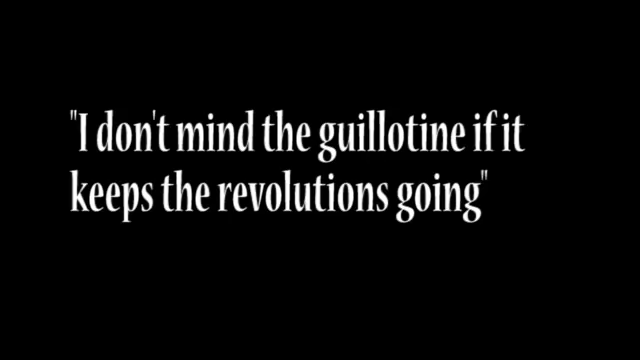 "I don't mind the guillotine if it
keeps the revolutions going"